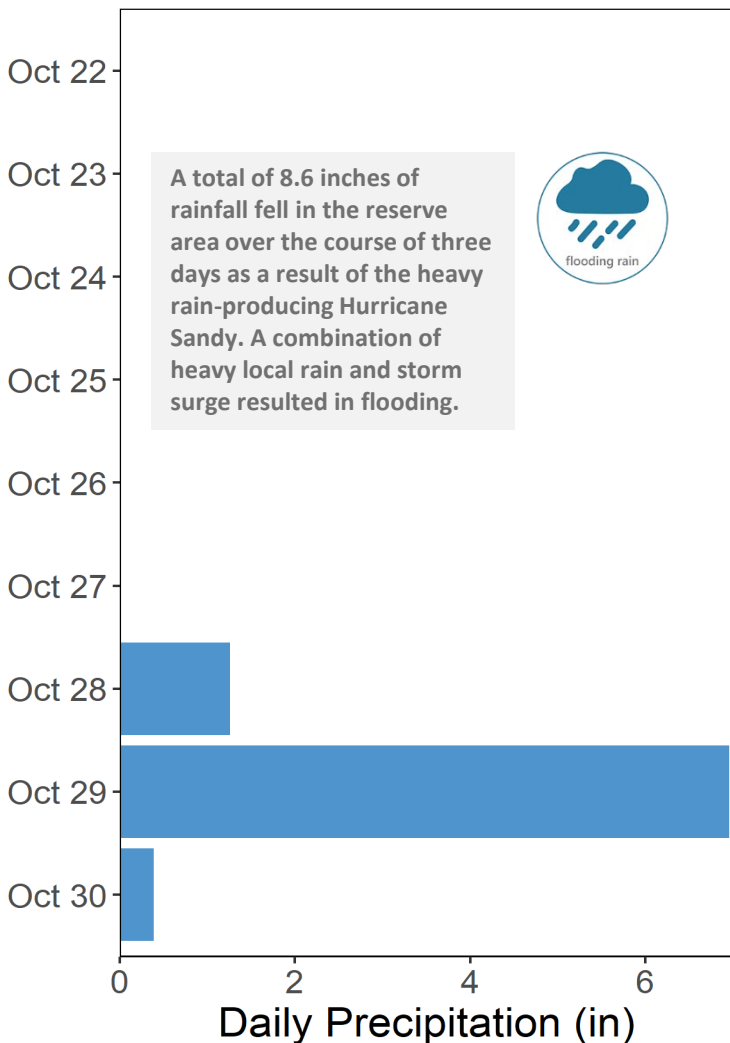 Oct 22
Oct 23
Oct 24
Oct 25
Oct 26
Oct 27
Oct 28
Oct 29
Oct 30
A total of 8.6 inches of
rainfall fell in the reserve
area over the course of three
days as a result of the heavy
rain-producing Hurricane
Sandy. A combination of
heavy local rain and storm
surge resulted in flooding.
flooding rain
0 2 4 6
Daily Precipitation (in)